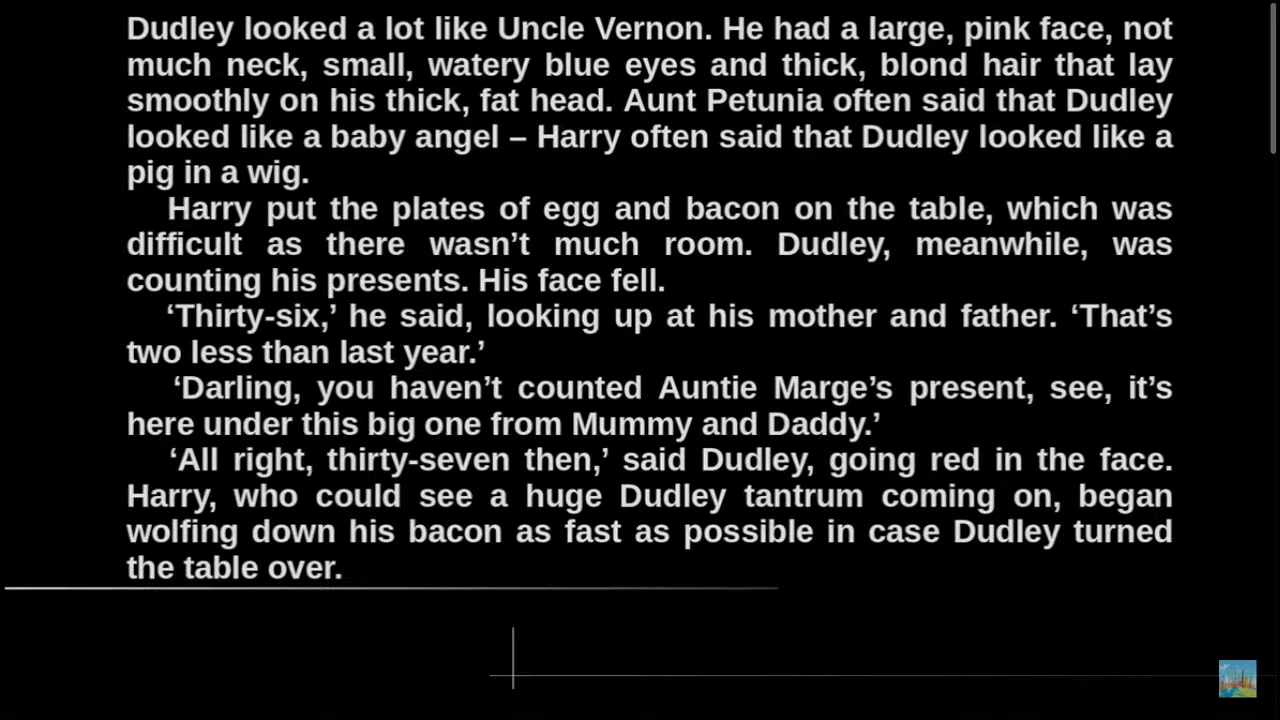 Dudley looked a lot like Uncle Vernon. He had a large, pink face, not
much neck, small, watery blue eyes and thick, blond hair that lay
smoothly on his thick, fat head. Aunt Petunia often said that Dudley
looked like a baby angel – Harry often said that Dudley looked like a
pig in a wig.
Harry put the plates of egg and bacon on the table, which was
difficult as there wasn’t much room. Dudley, meanwhile, was
counting his presents. His face fell.
‘Thirty-six,’ he said, looking up at his mother and father. ‘That’s
two less than last year.’
‘Darling, you haven’t counted Auntie Marge’s present, see, it’s
here under this big one from Mummy and Daddy.’
‘All right, thirty-seven then,’ said Dudley, going red in the face.
Harry, who could see a huge Dudley tantrum coming on, began
wolfing down his bacon as fast as possible in case Dudley turned
the table over.